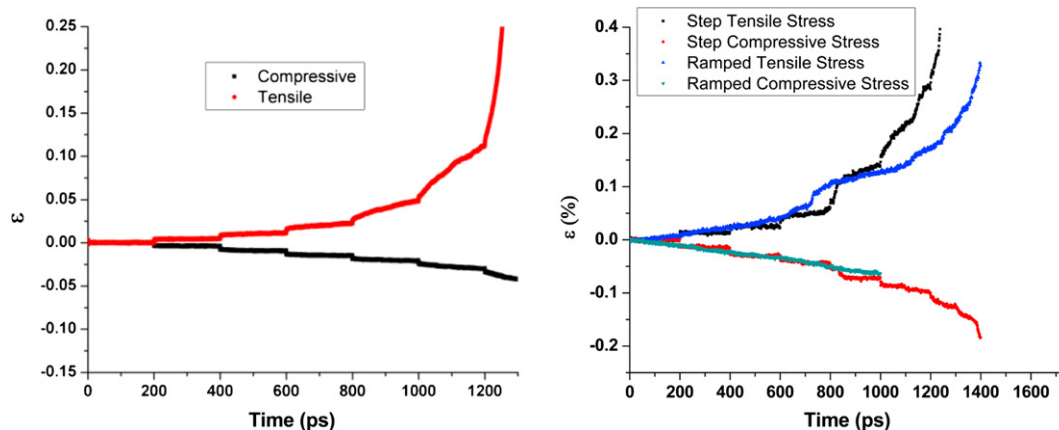 0.25
0.20
0.15
0.10
0.05
0.00
-0.05
-0.10
-0.15
ε
Compressive
Tensile
0 200 400 600 800 1000 1200
Time (ps)
0.4
0.3
0.2
0.1
0.0
-0.1
-0.2
ε (%)
Step Tensile Stress
Step Compressive Stress
Ramped Tensile Stress
Ramped Compressive Stress
0 200 400 600 800 1000 1200 1400 1600
Time (ps)